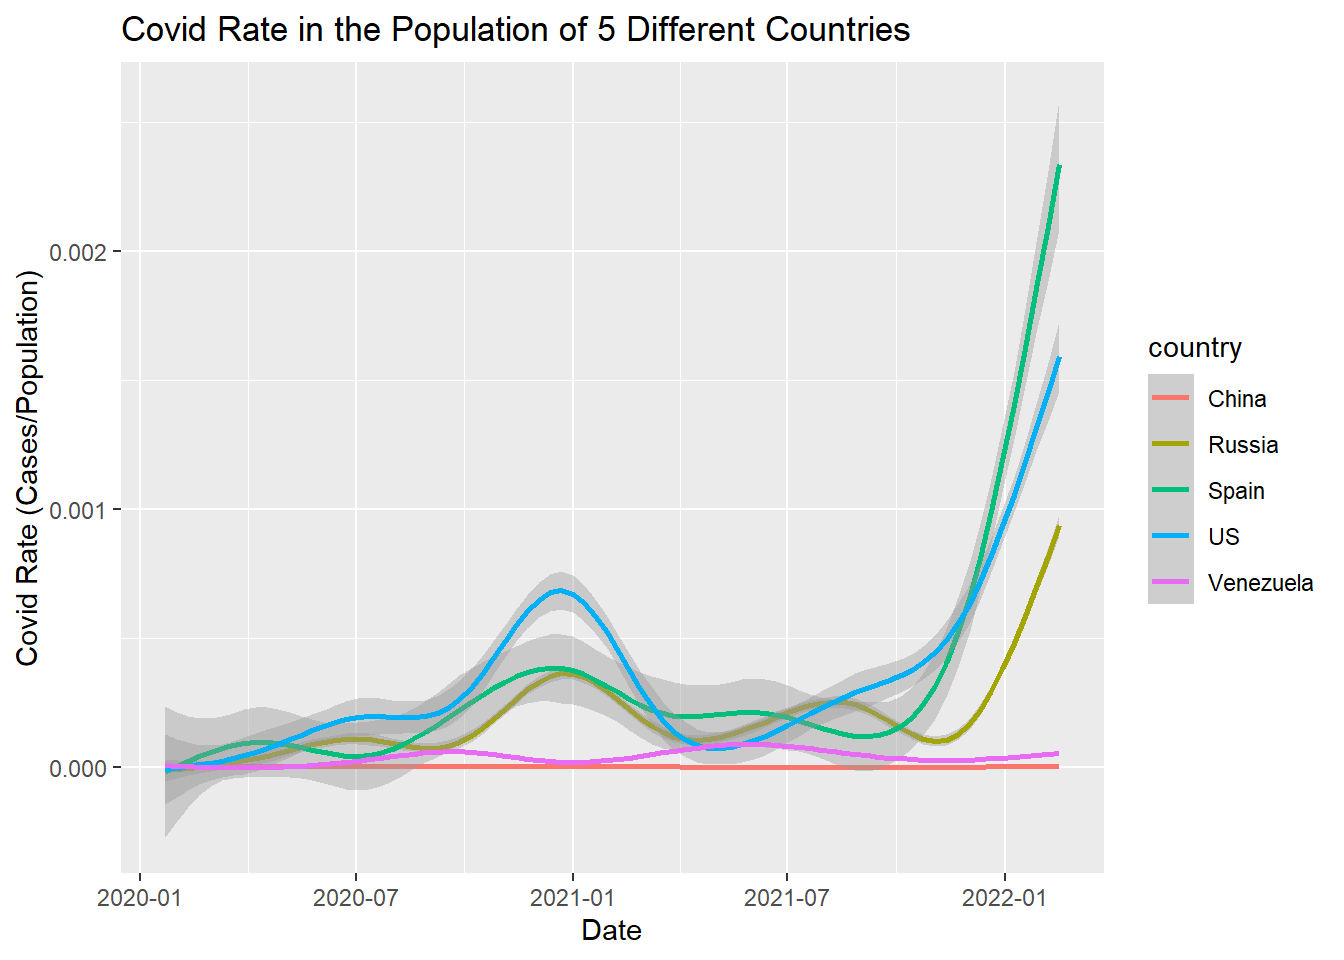 Covid Rate in the Population of 5 Different Countries
Covid Rate (Cases/Population)
0.002
0.001
0.000
2020-01
2020-07
2021-01
2021-07
2022-01
Date
country
China
Russia
Spain
US
Venezuela